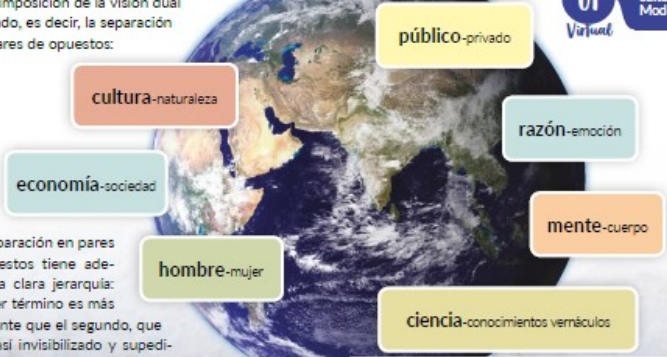 imposición de la visión dual
do, es decir, la separación
ares de opuestos:
público-privado
cultura-naturaleza
razón-emoción
economía-sociedad
mente-cuerpo
hombre-mujer
ciencia-conocimientos vernáculos
paración en pares
estos tiene ade-
a clara jerarquía:
er término es más
nte que el segundo, que
así invisibilizado y supedi-
Virtual
Mod